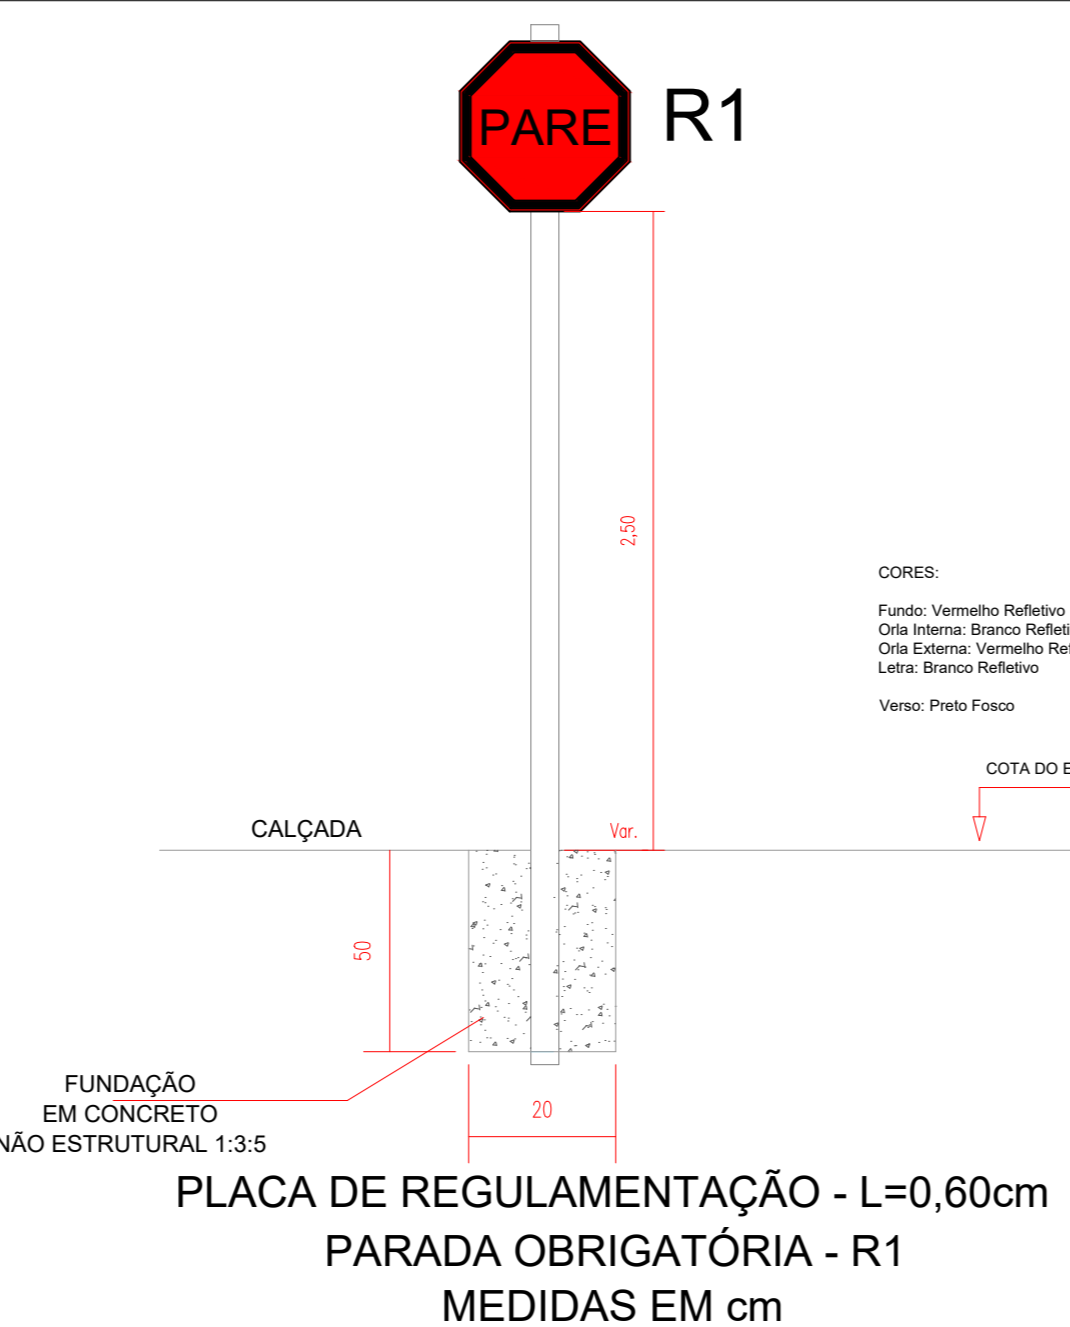 PARE
R1
2,50
CORES:
Fundo: Vermelho Refletivo
Orla Interna: Branco
Orla Externa: Vermelho
Letra: Branco Refletivo
Verso: Preto Fosco
COTA DO
CALÇADA
Var.
50
FUNDAÇÃO
EM CONCRETO
NÃO ESTRUTURAL 1:3:5
20
PLACA DE REGULAMENTAÇÃO - L=0,60cm
PARADA OBRIGATÓRIA - R1
MEDIDAS EM cm